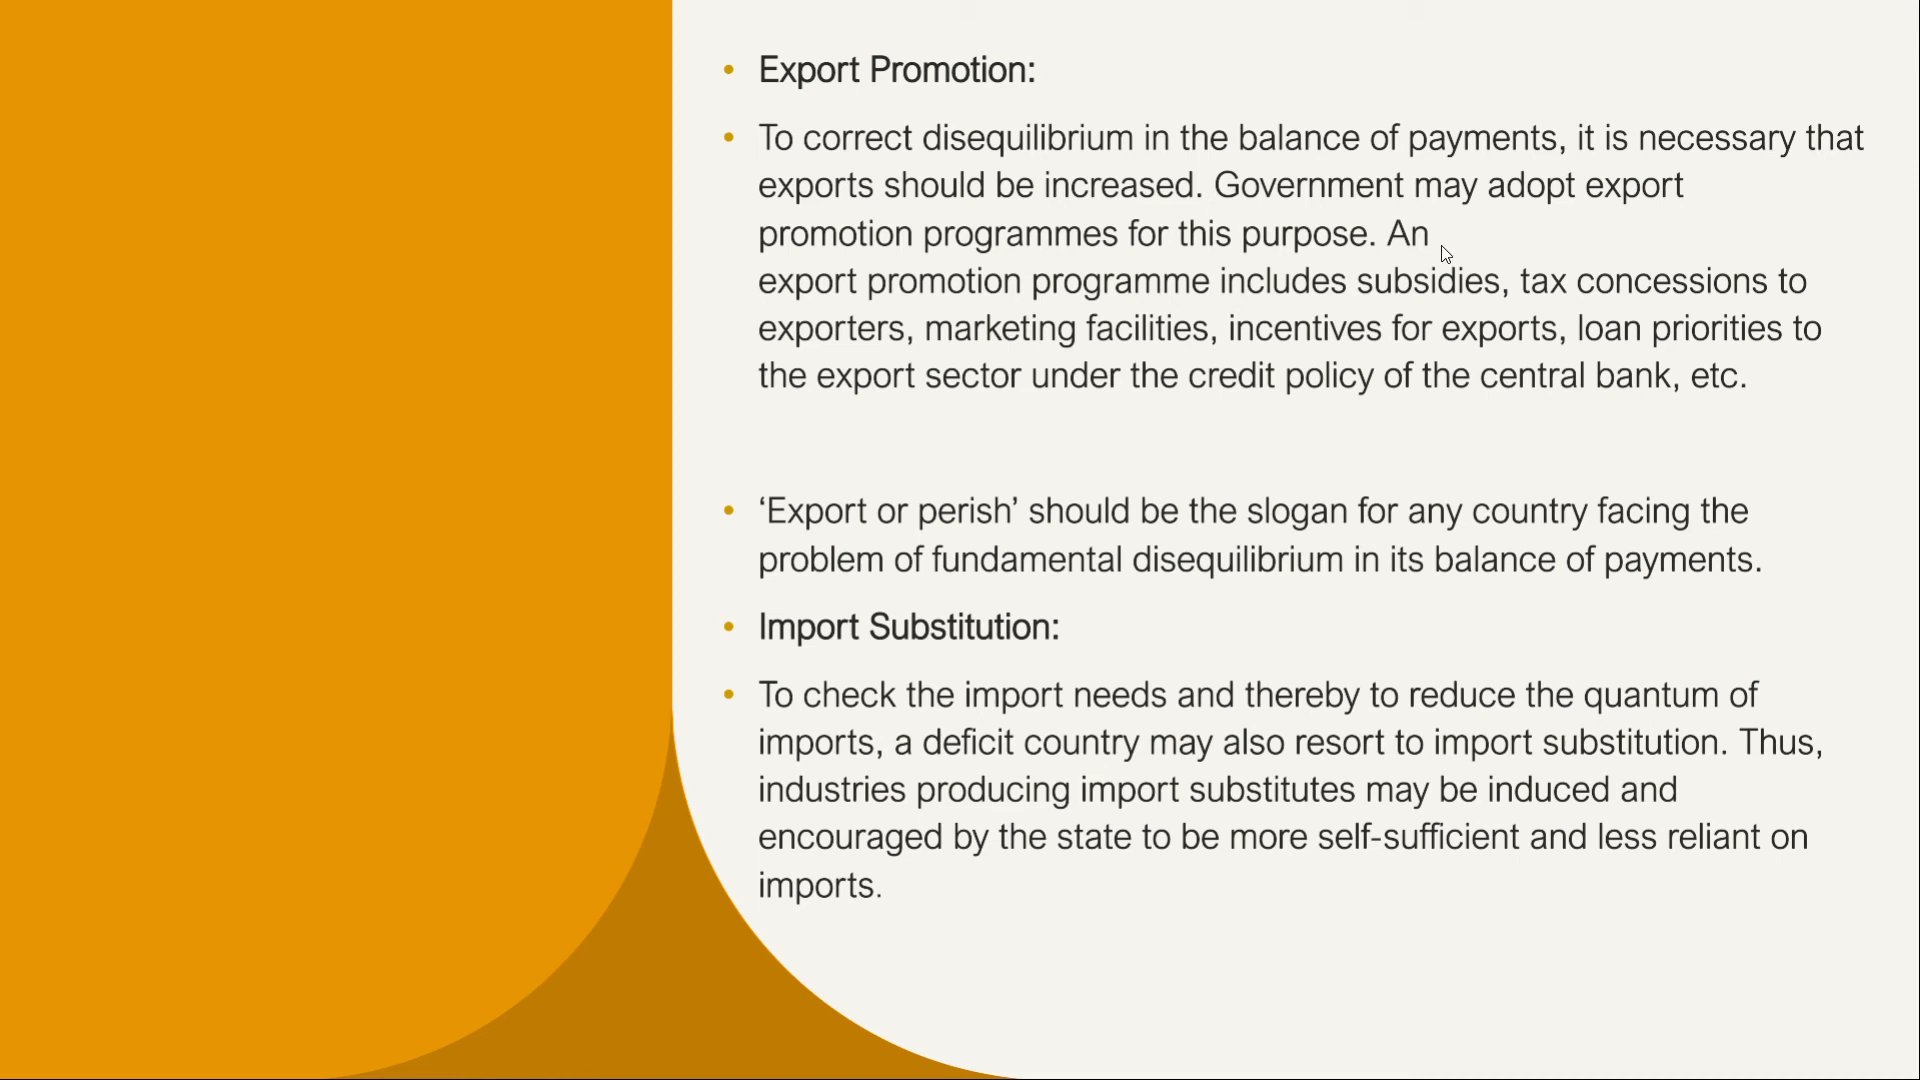 • Export Promotion:
• To correct disequilibrium in the balance of payments, it is necessary that
exports should be increased. Government may adopt export
promotion programmes for this purpose. An
export promotion programme includes subsidies, tax concessions to
exporters, marketing facilities, incentives for exports, loan priorities to
the export sector under the credit policy of the central bank, etc.
• ‘Export or perish’ should be the slogan for any country facing the
problem of fundamental disequilibrium in its balance of payments.
• Import Substitution:
• To check the import needs and thereby to reduce the quantum of
imports, a deficit country may also resort to import substitution. Thus,
industries producing import substitutes may be induced and
encouraged by the state to be more self-sufficient and less reliant on
imports.